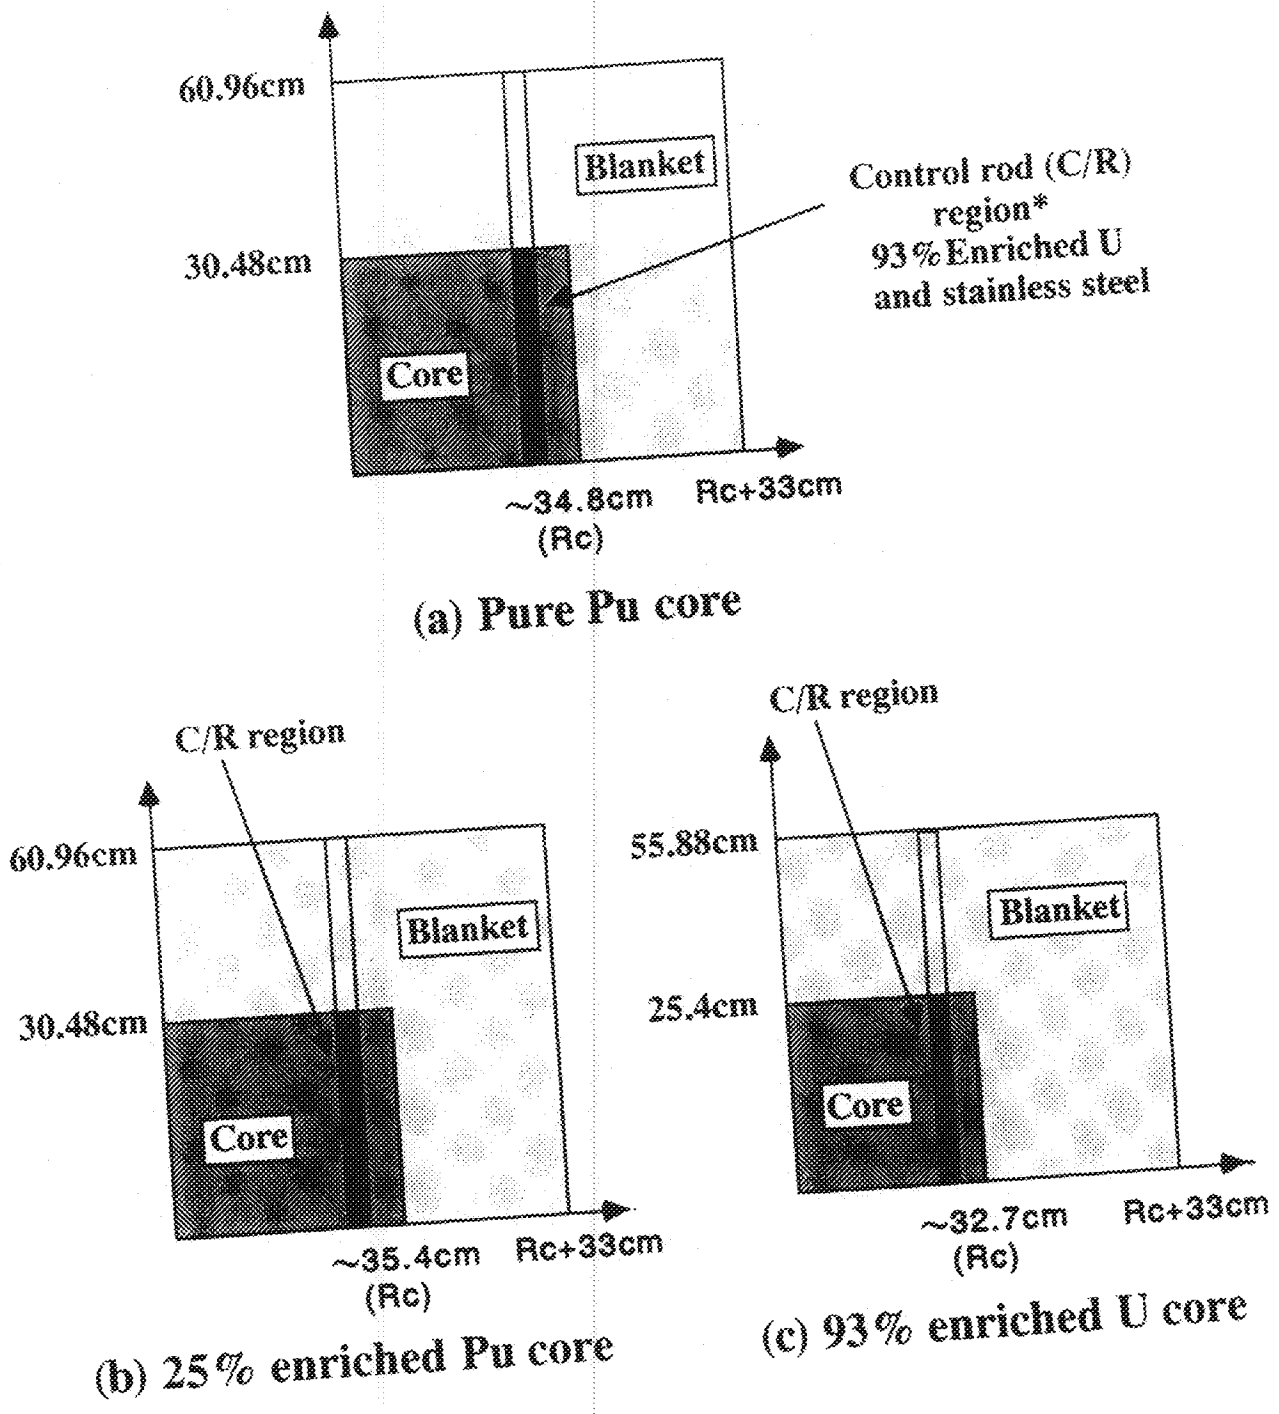 60.96cm
Blanket
Control rod (C/R)
region*
93%Enriched U
and stainless steel
30.48cm
Core
~34.8cm
(Rc)
Rc+33cm
(a) Pure Pu core
C/R region
60.96cm
Blanket
30.48cm
Core
~35.4cm
(Rc)
Rc+33cm
(b) 25% enriched Pu core
C/R region
55.88cm
Blanket
25.4cm
Core
~32.7cm
(Rc)
Rc+33cm
(c) 93% enriched U core